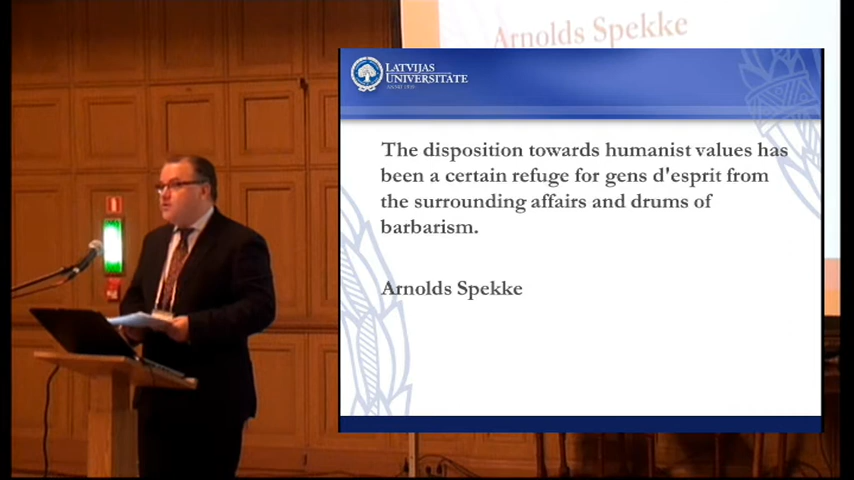 Arnolds Spekke
LATVIJAS
UNIVERSITĀTE
The disposition towards humanist values has
been a certain refuge for gens d'esprit from
the surrounding affairs and drums of
barbarism.
Arnolds Spekke